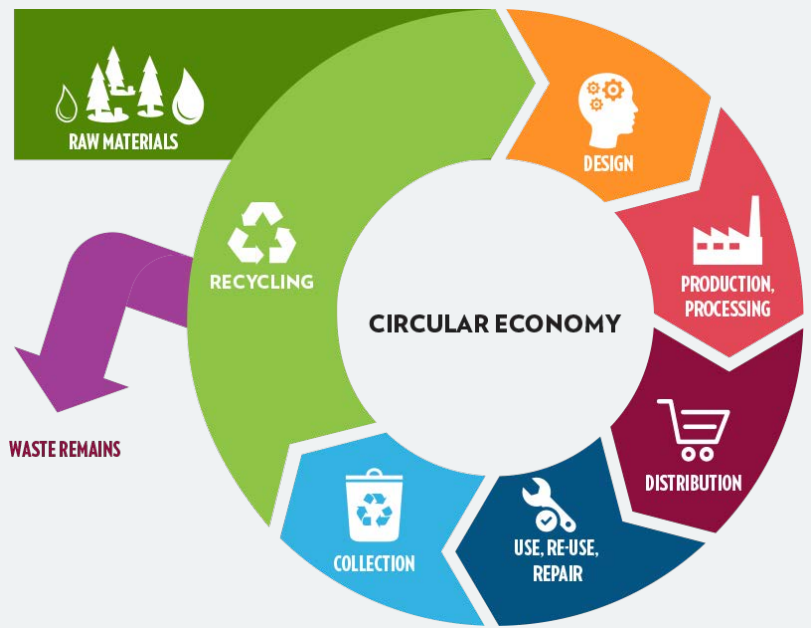 RAW MATERIALS
DESIGN
PRODUCTION,
PROCESSING
DISTRIBUTION
USE, RE-USE,
REPAIR
COLLECTION
RECYCLING
WASTE REMAINS
CIRCULAR ECONOMY